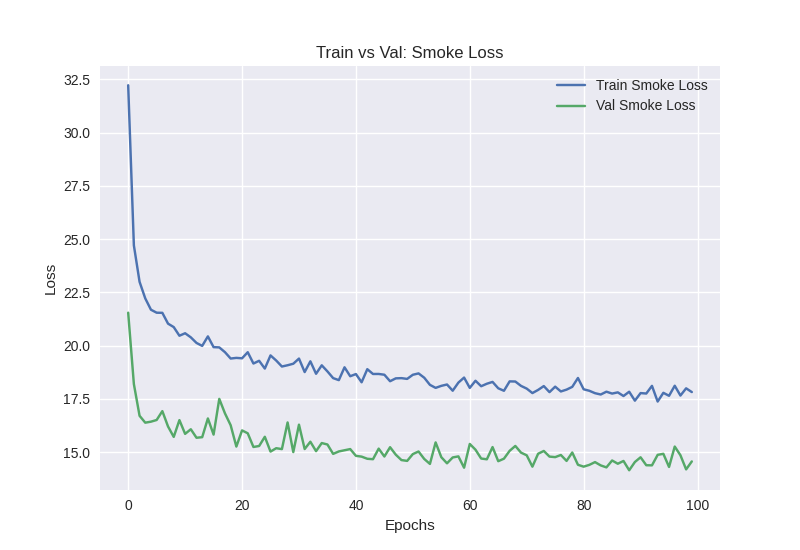 Train vs Val: Smoke Loss
Train Smoke Loss
Val Smoke Loss
Loss
32.5
30.0
27.5
25.0
22.5
20.0
17.5
15.0
0 20 40 60 80 100
Epochs